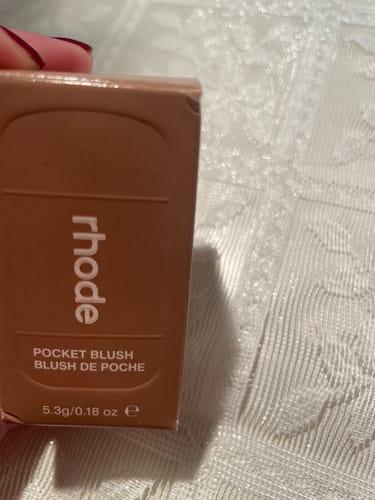 rhode
POCKET BLUSH
BLUSH DE POCHE
5.3g/0.18 oz ℮